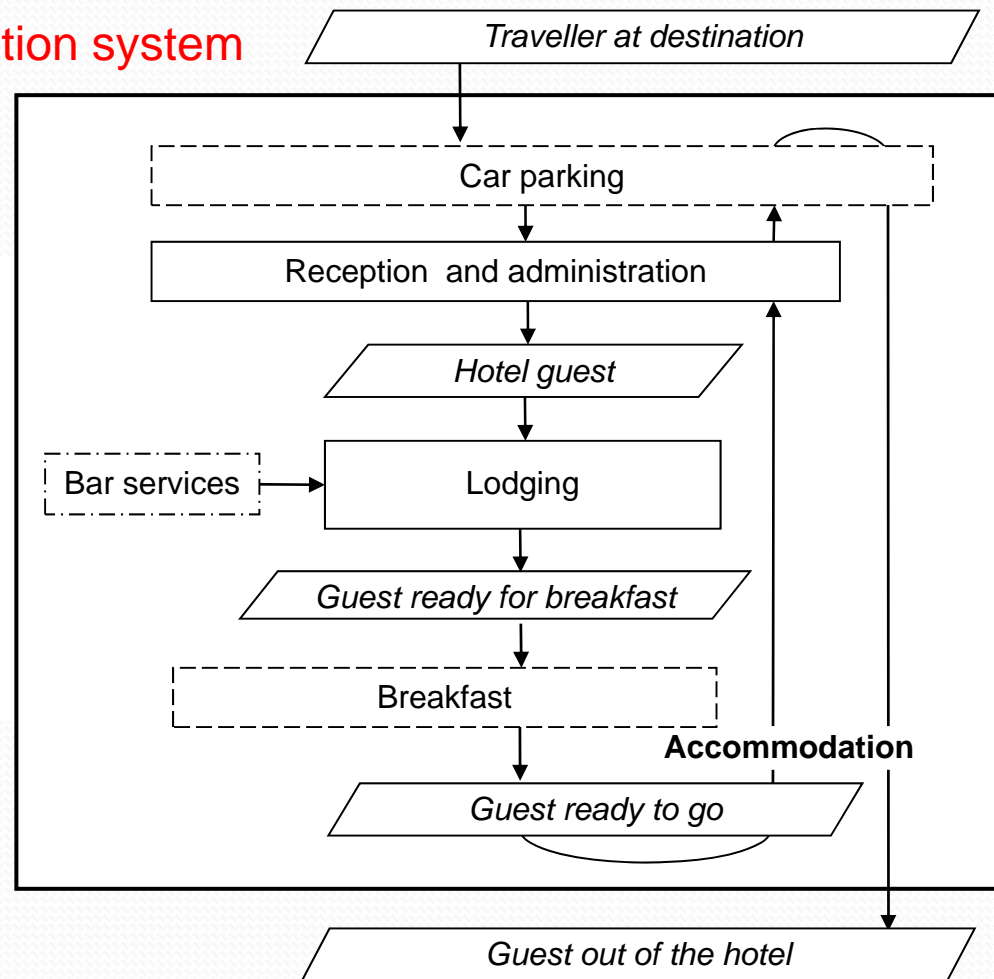 tion system
Traveller at destination
Car parking
Reception and administration
Hotel guest
Bar services
Lodging
Guest ready for breakfast
Breakfast
Accommodation
Guest ready to go
Guest out of the hotel